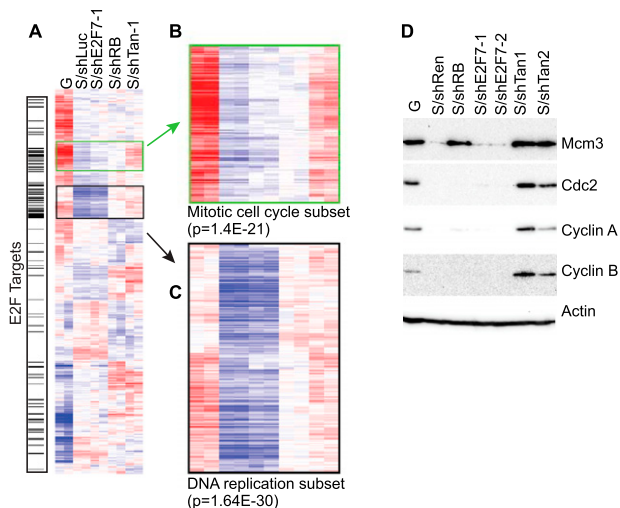 A
G
S/shLuc
S/shE2F7-1
S/shRB
S/shTan-1
E2F Targets
B
Mitotic cell cycle subset
(p=1.4E-21)
C
DNA replication subset
(p=1.64E-30)
D
G
S/shRen
S/shRB
S/shE2F7-1
S/shE2F7-2
S/shTan1
S/shTan2
Mcm3
Cdc2
Cyclin A
Cyclin B
Actin